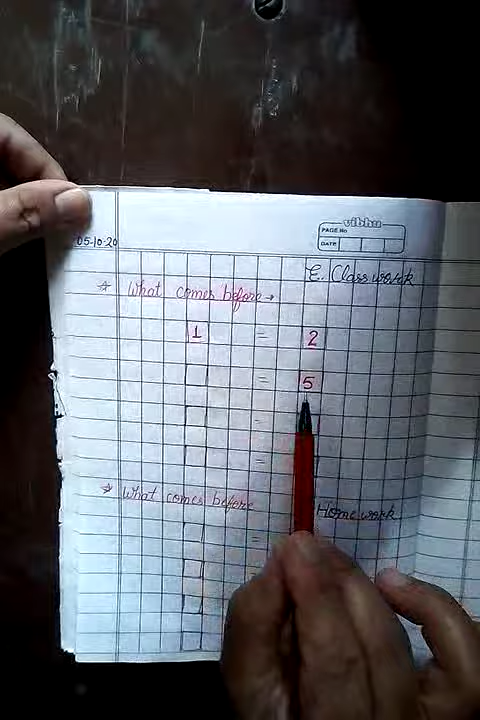 vibhu
PAGE No
DATE
05-10-20
E. Class work
* What comes before →
1 = 2
= 5
=
=
* What comes before
Home work
=